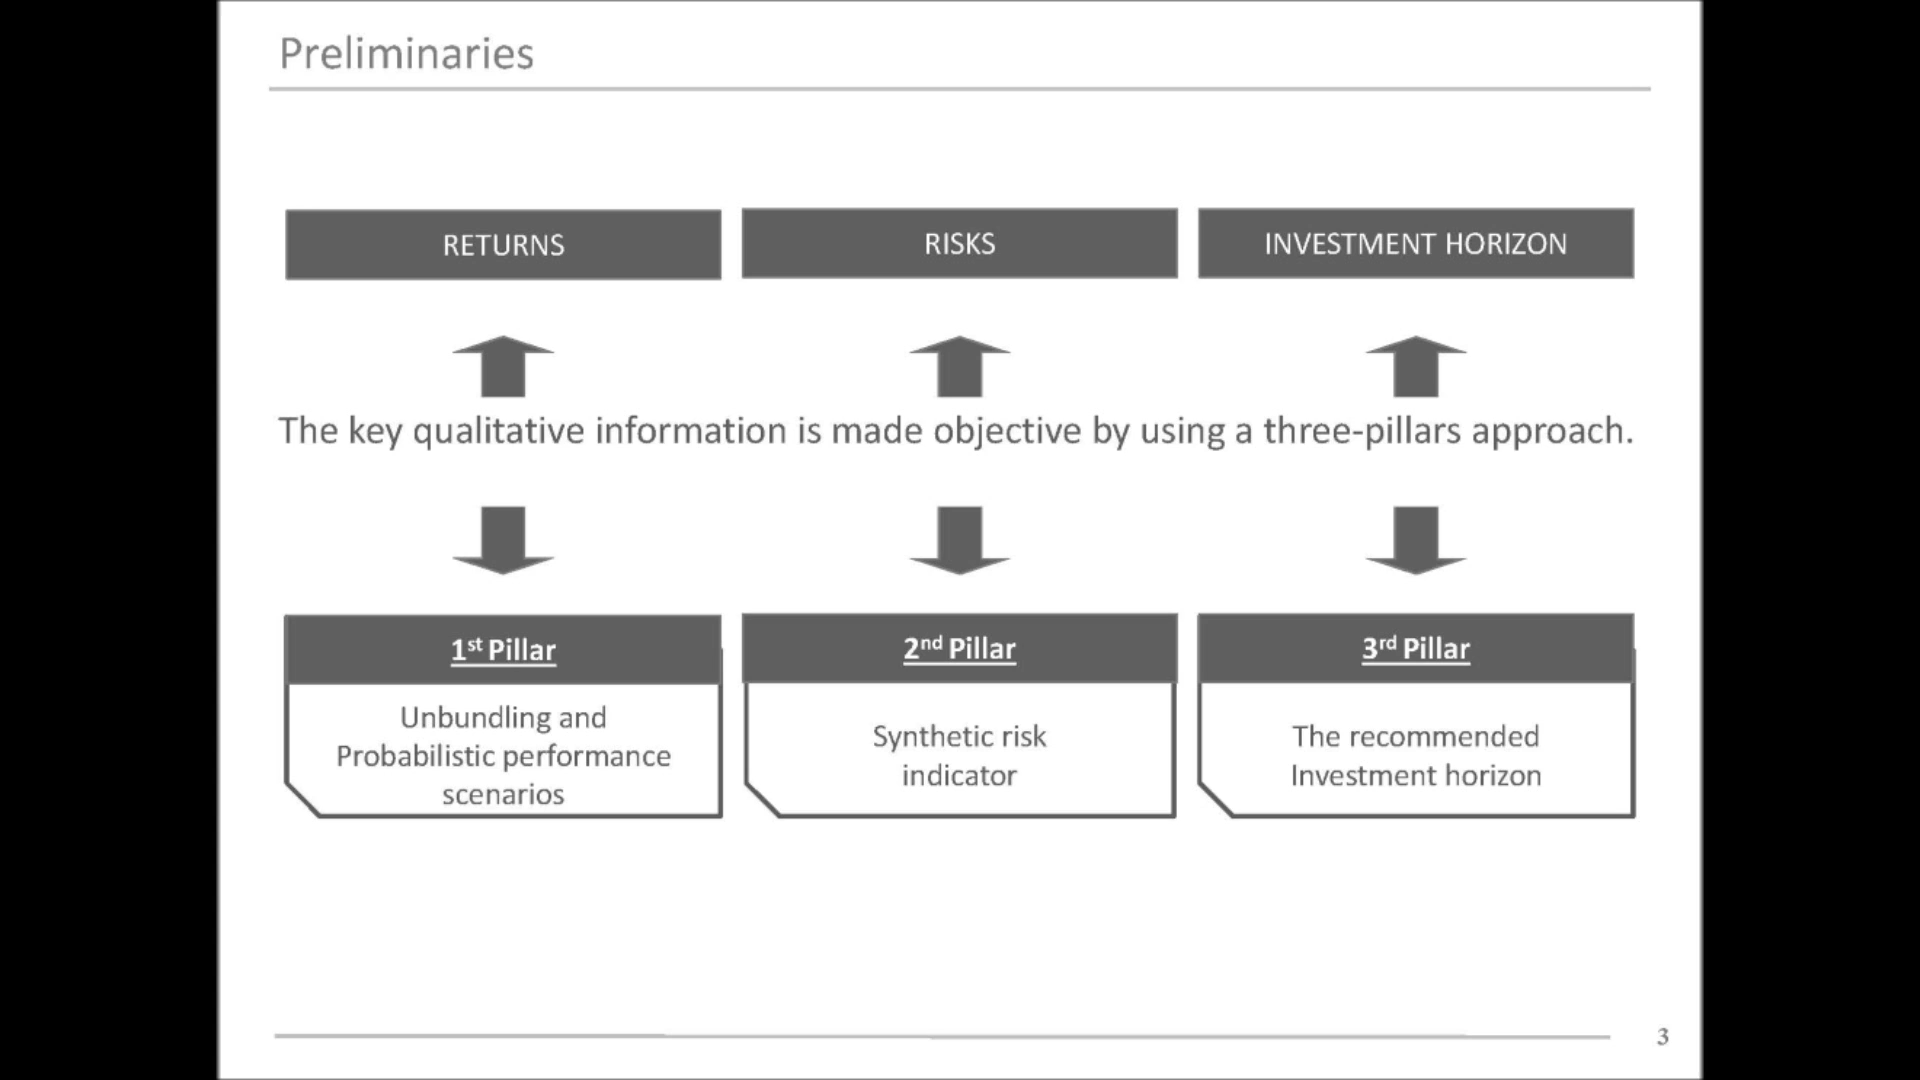 Preliminaries
RETURNS
RISKS
INVESTMENT HORIZON
The key qualitative information is made objective by using a three-pillars approach.
1st Pillar
Unbundling and
Probabilistic performance
scenarios
2nd Pillar
Synthetic risk
indicator
3rd Pillar
The recommended
Investment horizon
3